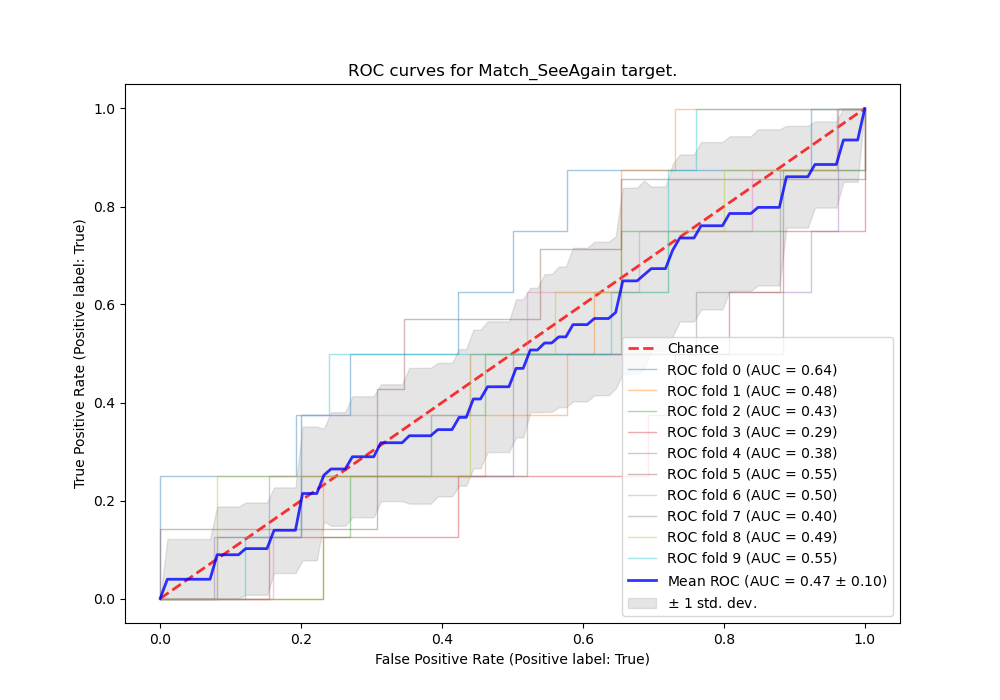 ROC curves for Match_SeeAgain target.
True Positive Rate (Positive label: True)
1.0
0.8
0.6
0.4
0.2
0.0
0.0 0.2 0.4 0.6 0.8 1.0
False Positive Rate (Positive label: True)
Chance
ROC fold 0 (AUC = 0.64)
ROC fold 1 (AUC = 0.48)
ROC fold 2 (AUC = 0.43)
ROC fold 3 (AUC = 0.29)
ROC fold 4 (AUC = 0.38)
ROC fold 5 (AUC = 0.55)
ROC fold 6 (AUC = 0.50)
ROC fold 7 (AUC = 0.40)
ROC fold 8 (AUC = 0.49)
ROC fold 9 (AUC = 0.55)
Mean ROC (AUC = 0.47 ± 0.10)
± 1 std. dev.